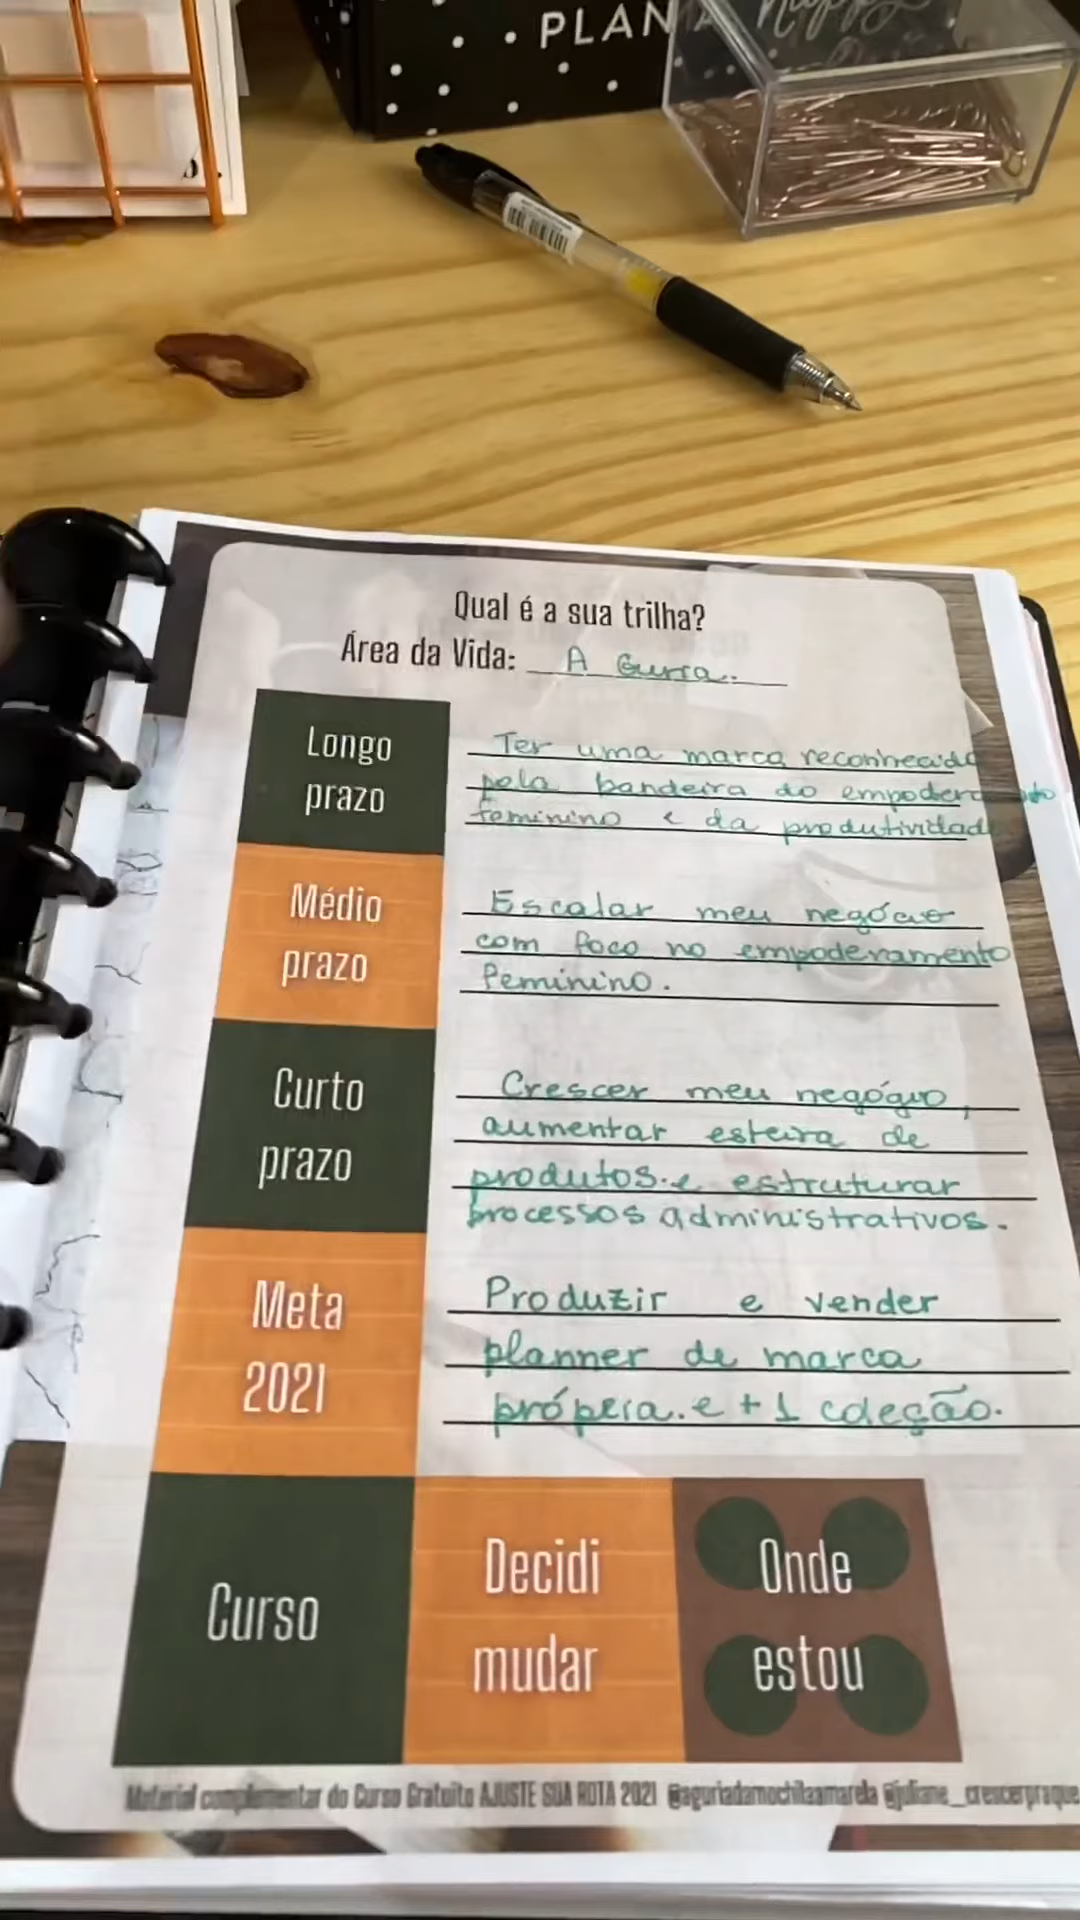 PLAN
happy
Qual é a sua trilha?
Área da Vida: A Guria.
Longo
prazo
Ter uma marca reconhecida
pela bandeira do empoderamento
feminino e da produtividad
Médio
prazo
Escalar meu negócio
com foco no empoderamento
feminino.
Curto
prazo
Crescer meu negógio,
aumentar esteira de
produtos. e estruturar
processos administrativos.
Meta
2021
Produzir e vender
planner de marca
própria. e + 1 coleção.
Curso
Decidi
mudar
Onde
estou
Material complementar do Curso Gratuito AJUSTE SUA ROTA 2021 @aguriadamochilaamarela @juliane_crescerpraque